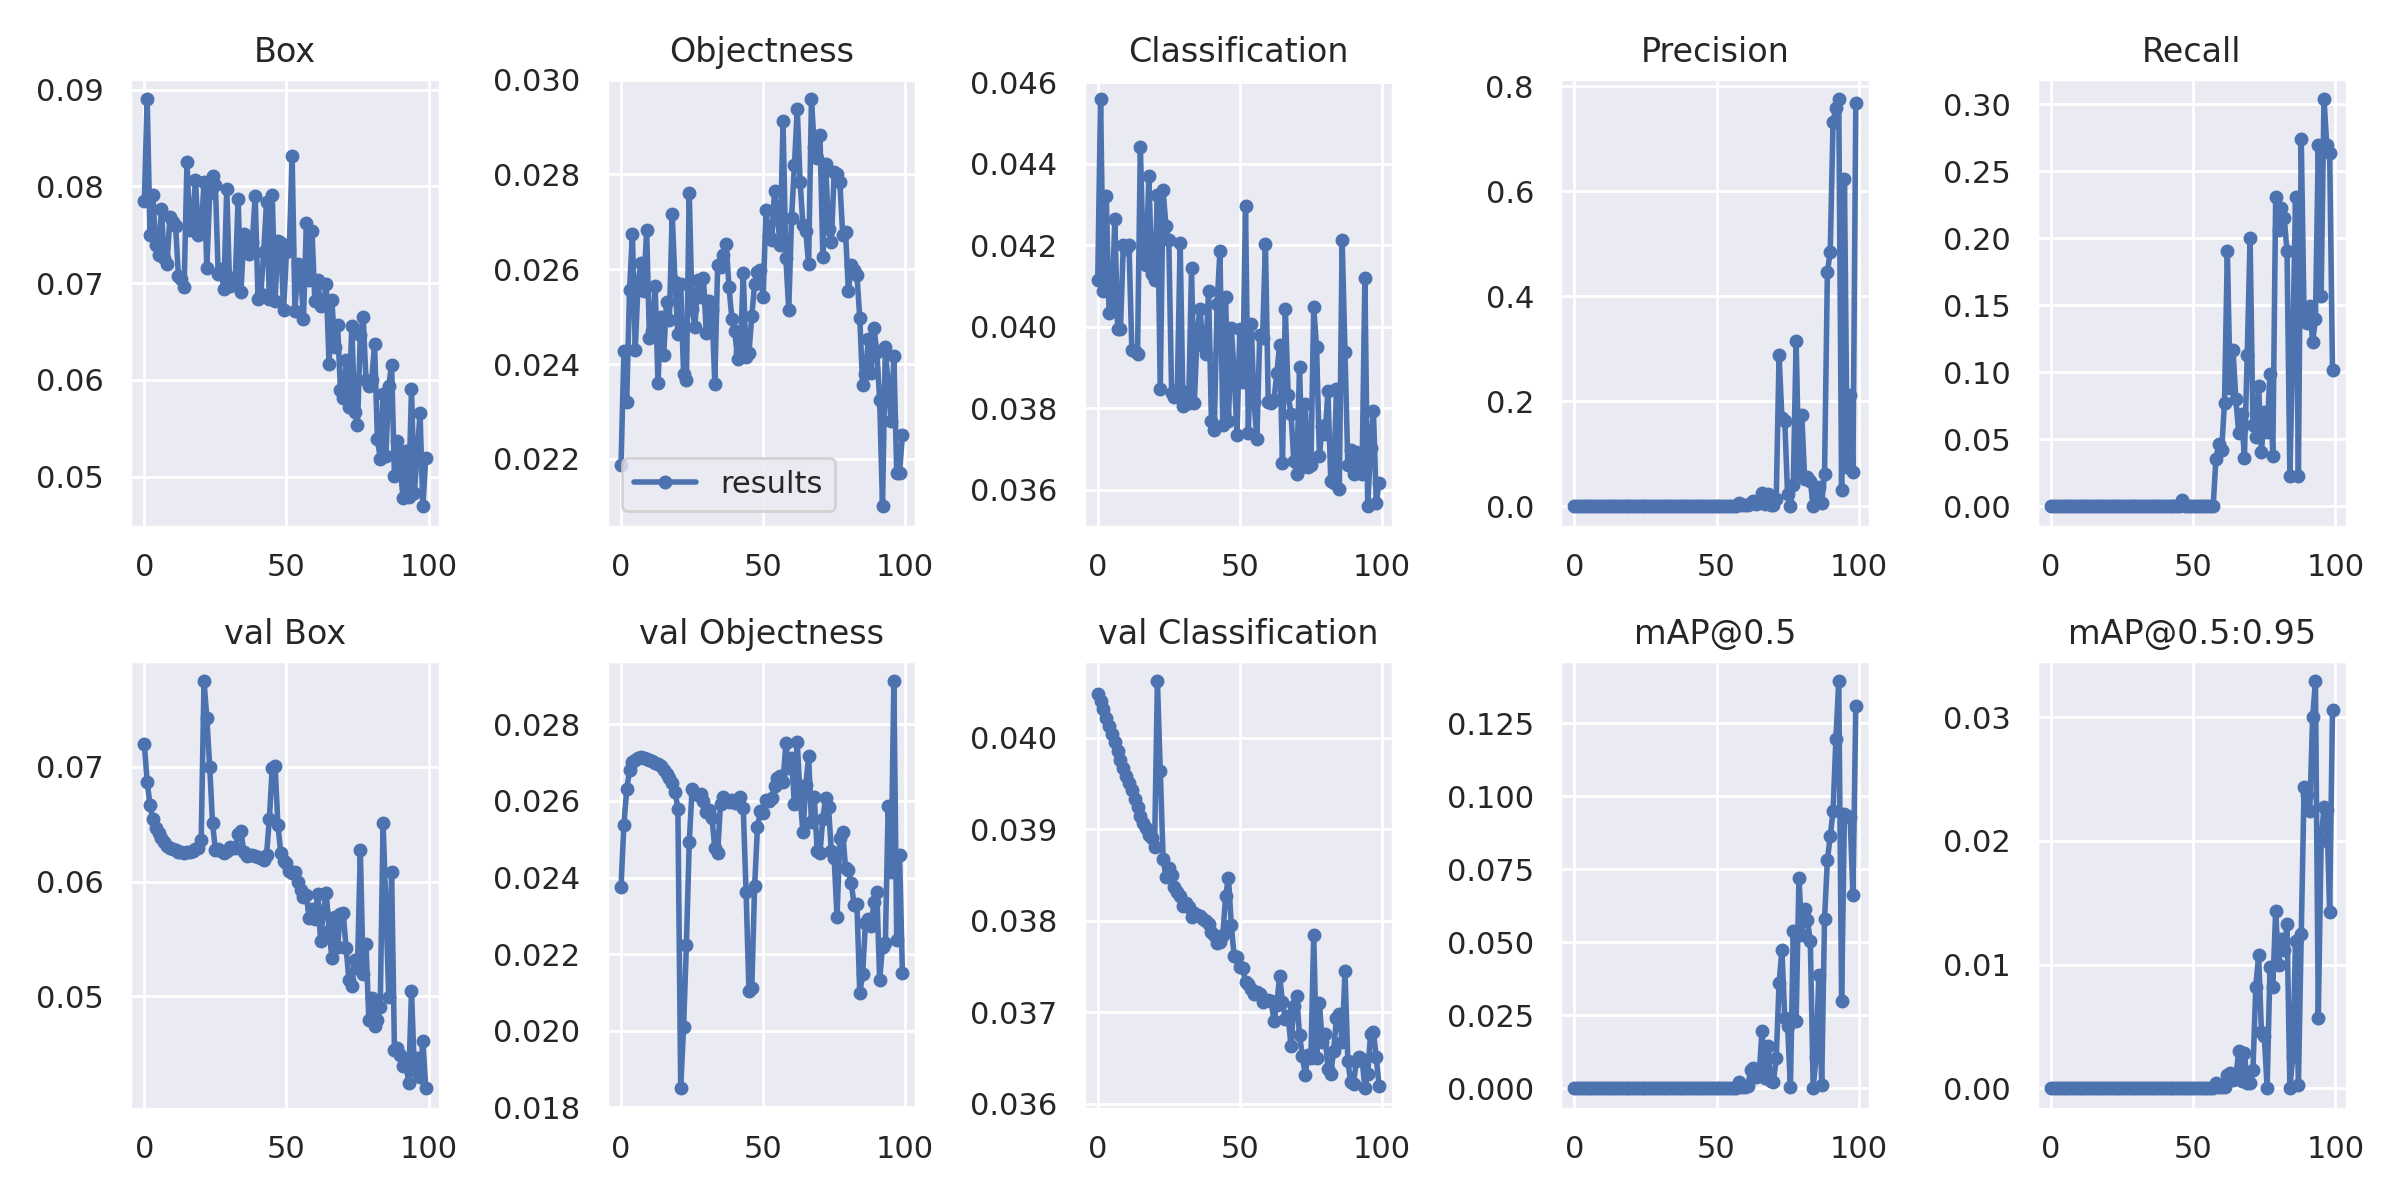 Box
0.09
0.08
0.07
0.06
0.05
0 50 100
Objectness
0.030
0.028
0.026
0.024
0.022
results
0 50 100
Classification
0.046
0.044
0.042
0.040
0.038
0.036
0 50 100
Precision
0.8
0.6
0.4
0.2
0.0
0 50 100
Recall
0.30
0.25
0.20
0.15
0.10
0.05
0.00
0 50 100
val Box
0.07
0.06
0.05
0 50 100
val Objectness
0.028
0.026
0.024
0.022
0.020
0.018
0 50 100
val Classification
0.040
0.039
0.038
0.037
0.036
0 50 100
mAP@0.5
0.125
0.100
0.075
0.050
0.025
0.000
0 50 100
mAP@0.5:0.95
0.03
0.02
0.01
0.00
0 50 100